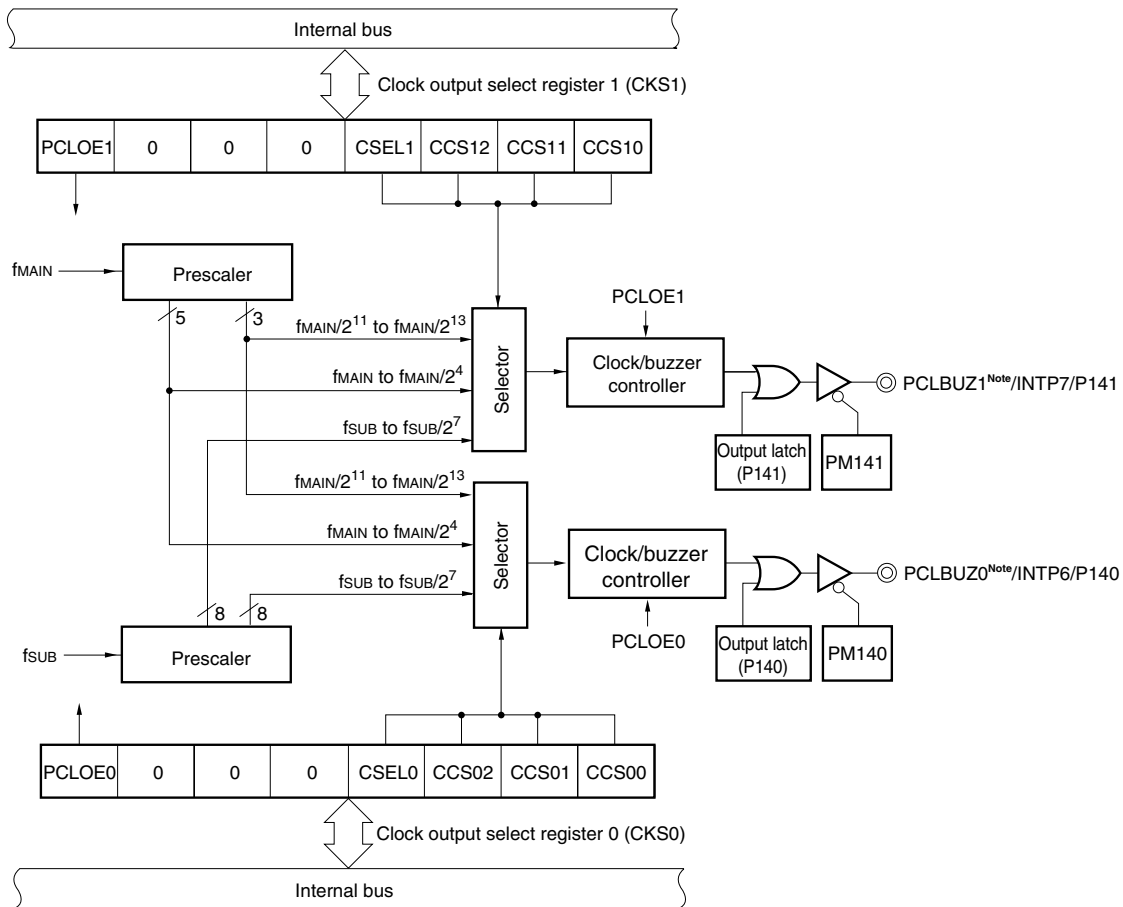 Internal bus
Clock output select register 1 (CKS1)
PCLOE1 0 0 0 CSEL1 CCS12 CCS11 CCS10
fMAIN
Prescaler
5 3
PCLOE1
fMAIN/2^11 to fMAIN/2^13
fMAIN to fMAIN/2^4
fSUB to fSUB/2^7
Selector
Clock/buzzer
controller
PCLBUZ1^Note/INTP7/P141
Output latch
(P141)
PM141
fMAIN/2^11 to fMAIN/2^13
fMAIN to fMAIN/2^4
fSUB to fSUB/2^7
Selector
Clock/buzzer
controller
PCLBUZ0^Note/INTP6/P140
Output latch
(P140)
PM140
PCLOE0
8 8
fSUB
Prescaler
PCLOE0 0 0 0 CSEL0 CCS02 CCS01 CCS00
Clock output select register 0 (CKS0)
Internal bus